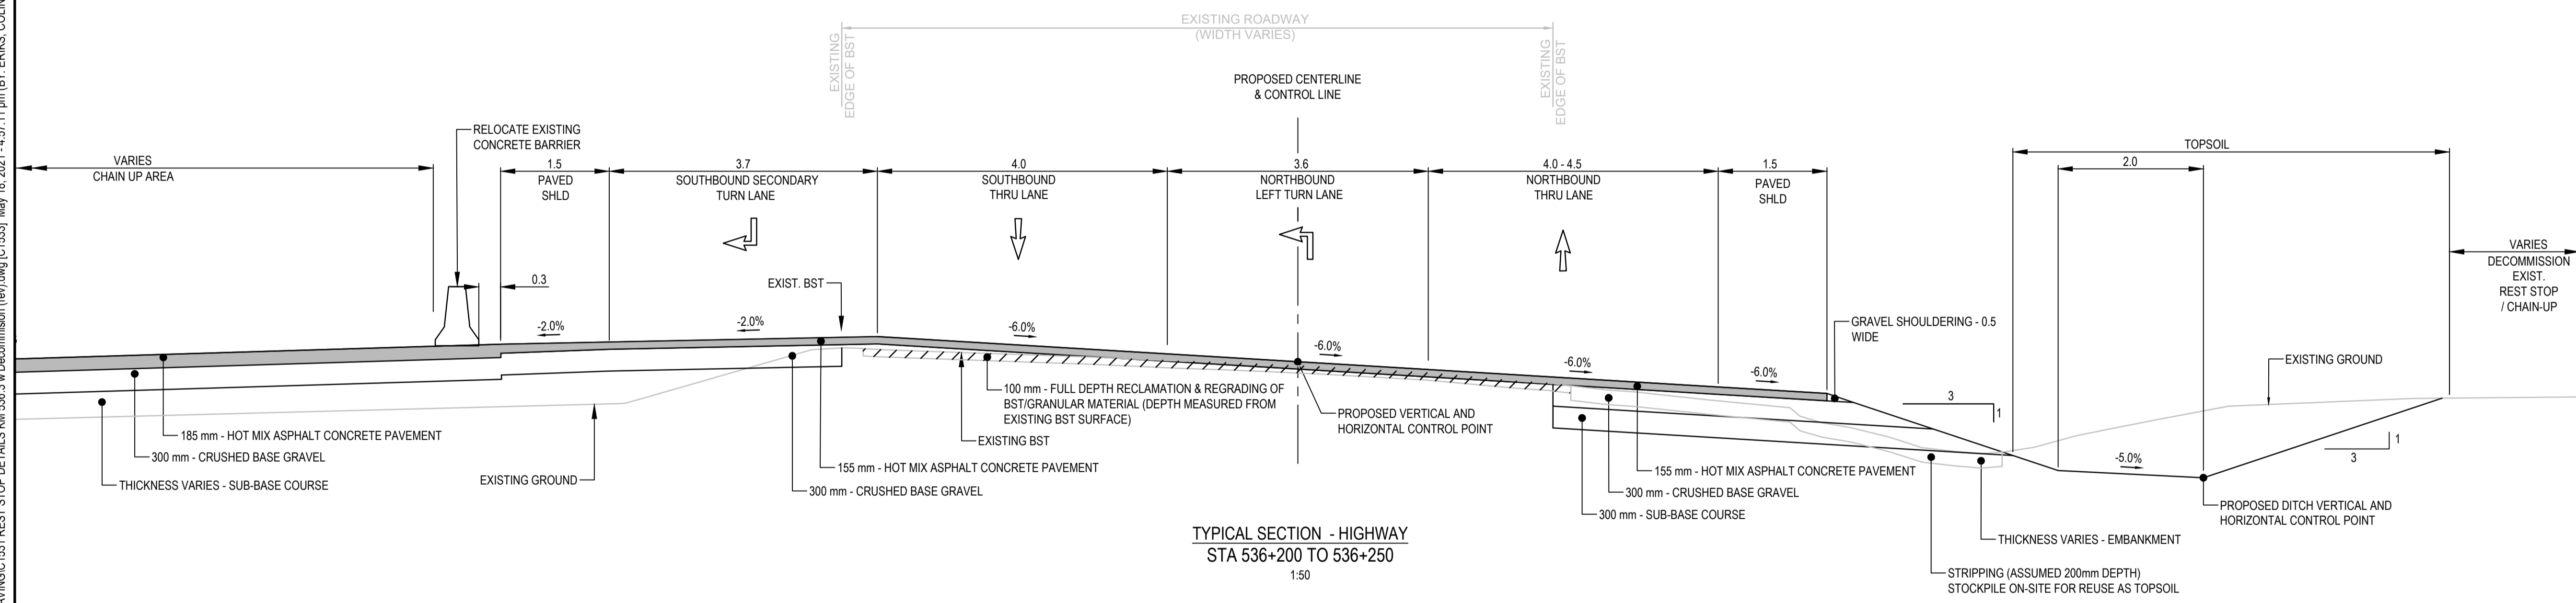 EXISTING ROADWAY
(WIDTH VARIES)
EXISTING
EDGE OF BST
EXISTING
EDGE OF BST
PROPOSED CENTERLINE
& CONTROL LINE
RELOCATE EXISTING
CONCRETE BARRIER
VARIES
CHAIN UP AREA
1.5
PAVED
SHLD
3.7
SOUTHBOUND SECONDARY
TURN LANE
4.0
SOUTHBOUND
THRU LANE
3.6
NORTHBOUND
LEFT TURN LANE
4.0 - 4.5
NORTHBOUND
THRU LANE
1.5
PAVED
SHLD
TOPSOIL
2.0
VARIES
DECOMMISSION
EXIST.
REST STOP
/ CHAIN-UP
0.3
EXIST. BST
-2.0%
-2.0%
-6.0%
-6.0%
-6.0%
-6.0%
GRAVEL SHOULDERING - 0.5
WIDE
EXISTING GROUND
3
1
1
3
-5.0%
100 mm - FULL DEPTH RECLAMATION & REGRADING OF
BST/GRANULAR MATERIAL (DEPTH MEASURED FROM
EXISTING BST SURFACE)
EXISTING BST
PROPOSED VERTICAL AND
HORIZONTAL CONTROL POINT
185 mm - HOT MIX ASPHALT CONCRETE PAVEMENT
300 mm - CRUSHED BASE GRAVEL
THICKNESS VARIES - SUB-BASE COURSE
EXISTING GROUND
155 mm - HOT MIX ASPHALT CONCRETE PAVEMENT
300 mm - CRUSHED BASE GRAVEL
155 mm - HOT MIX ASPHALT CONCRETE PAVEMENT
300 mm - CRUSHED BASE GRAVEL
300 mm - SUB-BASE COURSE
PROPOSED DITCH VERTICAL AND
HORIZONTAL CONTROL POINT
THICKNESS VARIES - EMBANKMENT
STRIPPING (ASSUMED 200mm DEPTH)
STOCKPILE ON-SITE FOR REUSE AS TOPSOIL
TYPICAL SECTION - HIGHWAY
STA 536+200 TO 536+250
1:50